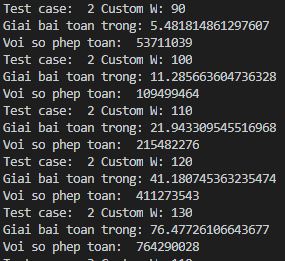 Test case:  2 Custom W: 90
Giai bai toan trong: 5.481814861297607
Voi so phep toan:  53711039
Test case:  2 Custom W: 100
Giai bai toan trong: 11.285663604736328
Voi so phep toan:  109499464
Test case:  2 Custom W: 110
Giai bai toan trong: 21.943309545516968
Voi so phep toan:  215482276
Test case:  2 Custom W: 120
Giai bai toan trong: 41.180745363235474
Voi so phep toan:  411273543
Test case:  2 Custom W: 130
Giai bai toan trong: 76.47726106643677
Voi so phep toan:  764290028